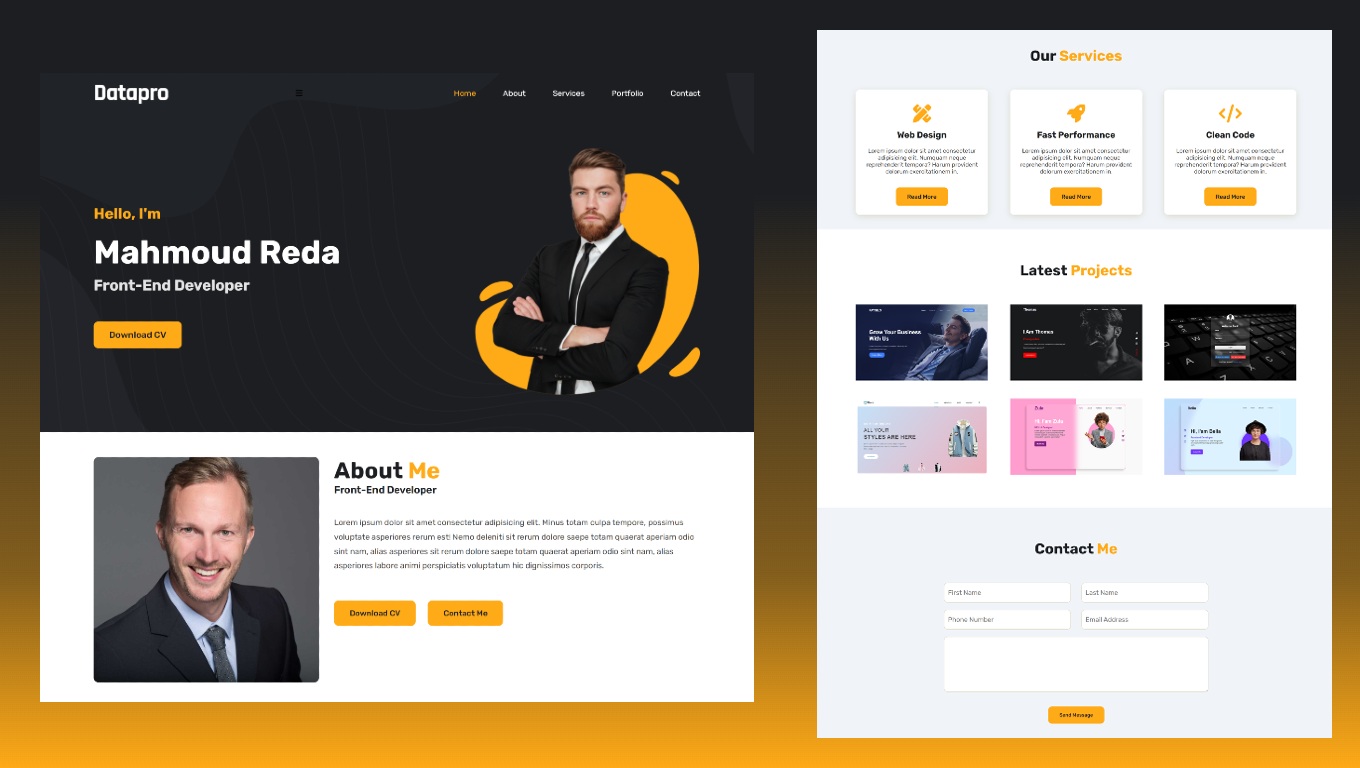 Datapro
Home About Services Portfolio Contact
Hello, I'm
Mahmoud Reda
Front-End Developer
Download CV
About Me
Front-End Developer
Lorem ipsum dolor sit amet consectetur adipisicing elit. Minus totam culpa tempore, possimus
voluptate asperiores rerum est! Nemo deleniti sit rerum dolore saepe totam quaerat aperiam odio
sint nam, alias asperiores sit rerum dolore saepe totam quaerat aperiam odio sint nam, alias
asperiores labore animi perspiciatis voluptatum hic dignissimos corporis.
Download CV Contact Me
Our Services
Web Design
Lorem ipsum dolor sit amet consectetur
adipisicing elit. Numquam neque
reprehenderit tempora? Harum provident
dolorum exercitationem in.
Read More
Fast Performance
Lorem ipsum dolor sit amet consectetur
adipisicing elit. Numquam neque
reprehenderit tempora? Harum provident
dolorum exercitationem in.
Read More
Clean Code
Lorem ipsum dolor sit amet consectetur
adipisicing elit. Numquam neque
reprehenderit tempora? Harum provident
dolorum exercitationem in.
Read More
Latest Projects
Grow Your Business
With Us
Thomas
I Am Thomas
ALL YOUR
STYLES ARE HERE
Zula
Hi, I'am Zula
Bella
Hi, I'am Bella
Contact Me
First Name Last Name
Phone Number Email Address
Send Message